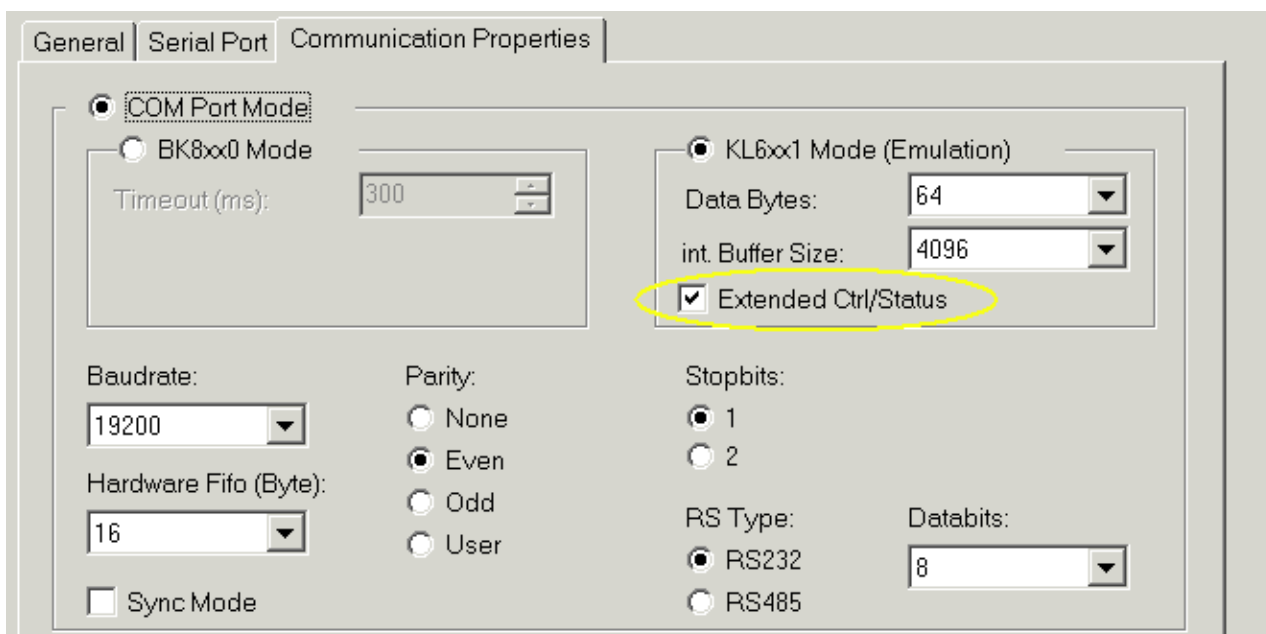 General Serial Port Communication Properties
COM Port Mode
BK8xx0 Mode
Timeout (ms): 300
KL6xx1 Mode (Emulation)
Data Bytes: 64
int. Buffer Size: 4096
Extended Ctrl/Status
Baudrate:
19200
Hardware Fifo (Byte):
16
Sync Mode
Parity:
None
Even
Odd
User
Stopbits:
1
2
RS Type:
RS232
RS485
Databits:
8